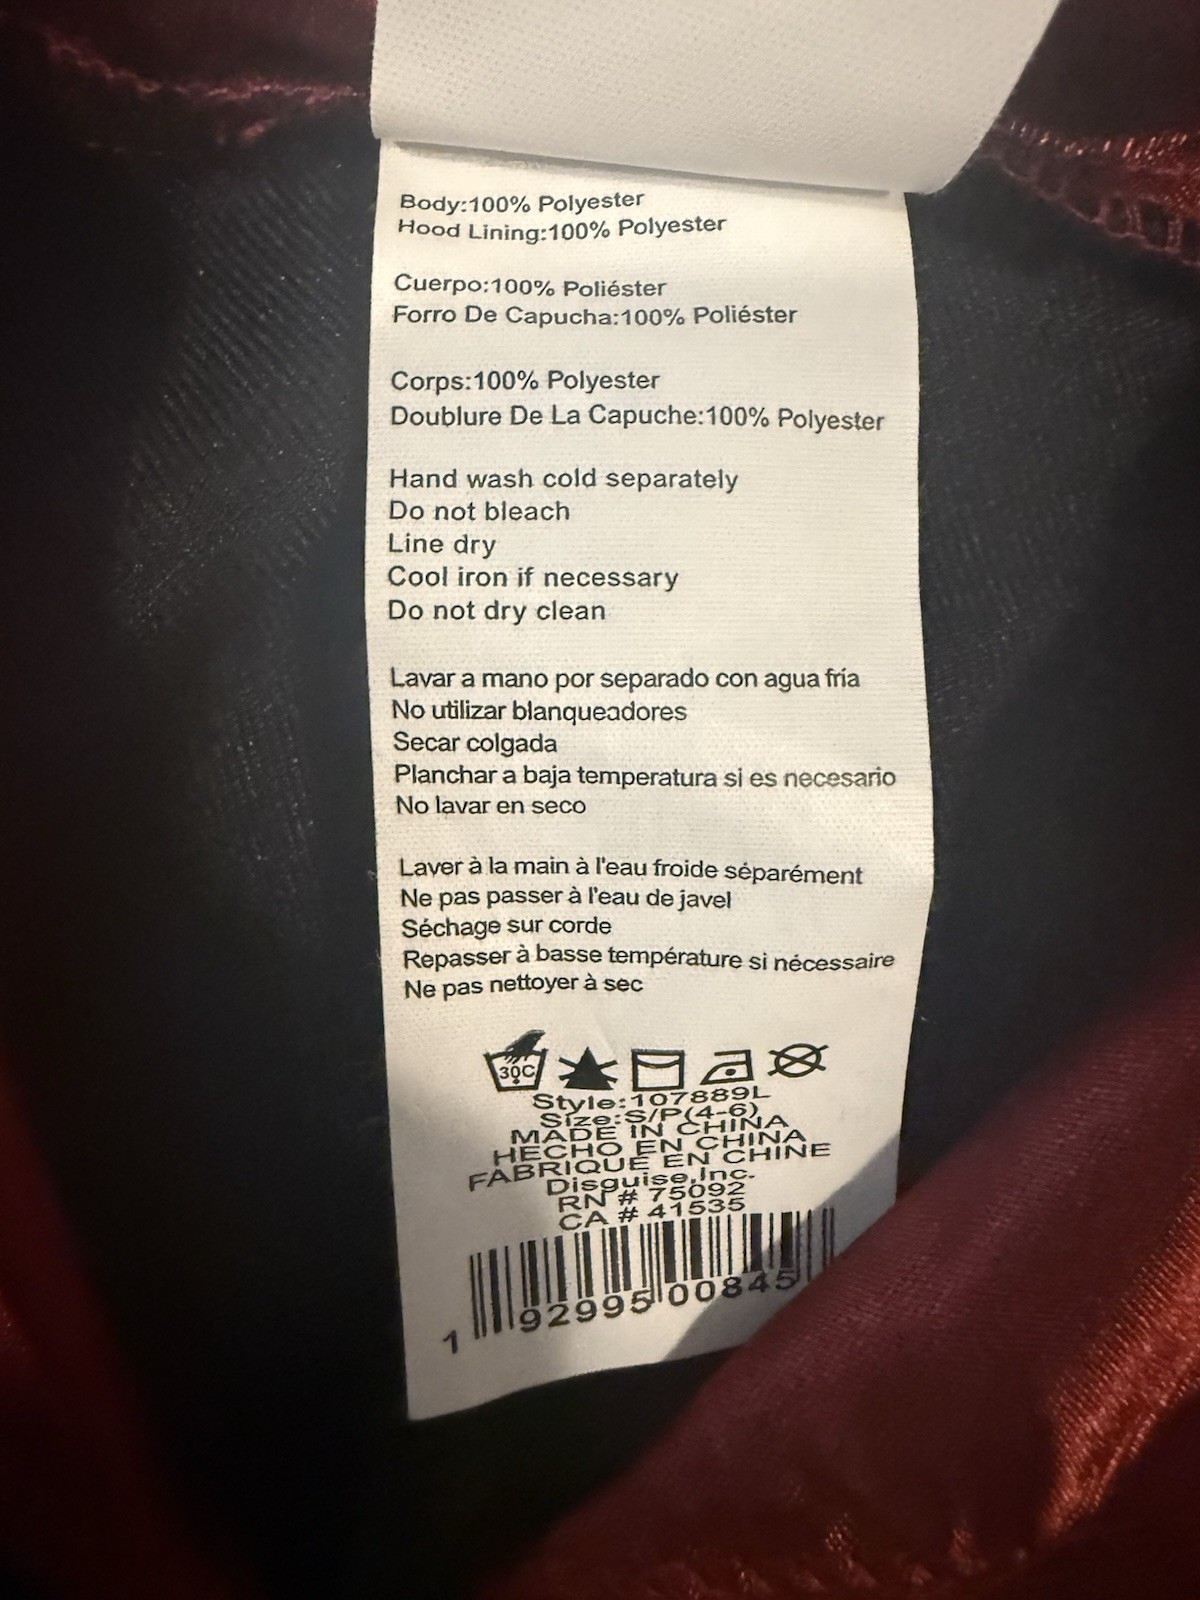 Body:100% Polyester
Hood Lining:100% Polyester
Cuerpo:100% Poliéster
Forro De Capucha:100% Poliéster
Corps:100% Polyester
Doublure De La Capuche:100% Polyester
Hand wash cold separately
Do not bleach
Line dry
Cool iron if necessary
Do not dry clean
Lavar a mano por separado con agua fría
No utilizar blanqueadores
Secar colgada
Planchar a baja temperatura si es necesario
No lavar en seco
Laver à la main à l'eau froide séparément
Ne pas passer à l'eau de javel
Séchage sur corde
Repasser à basse température si nécessaire
Ne pas nettoyer à sec
30C
Style:107889L
Size:S/P(4-6)
MADE IN CHINA
HECHO EN CHINA
FABRIQUE EN CHINE
Disguise,Inc.
RN # 75092
CA # 41535
1 92995 00845